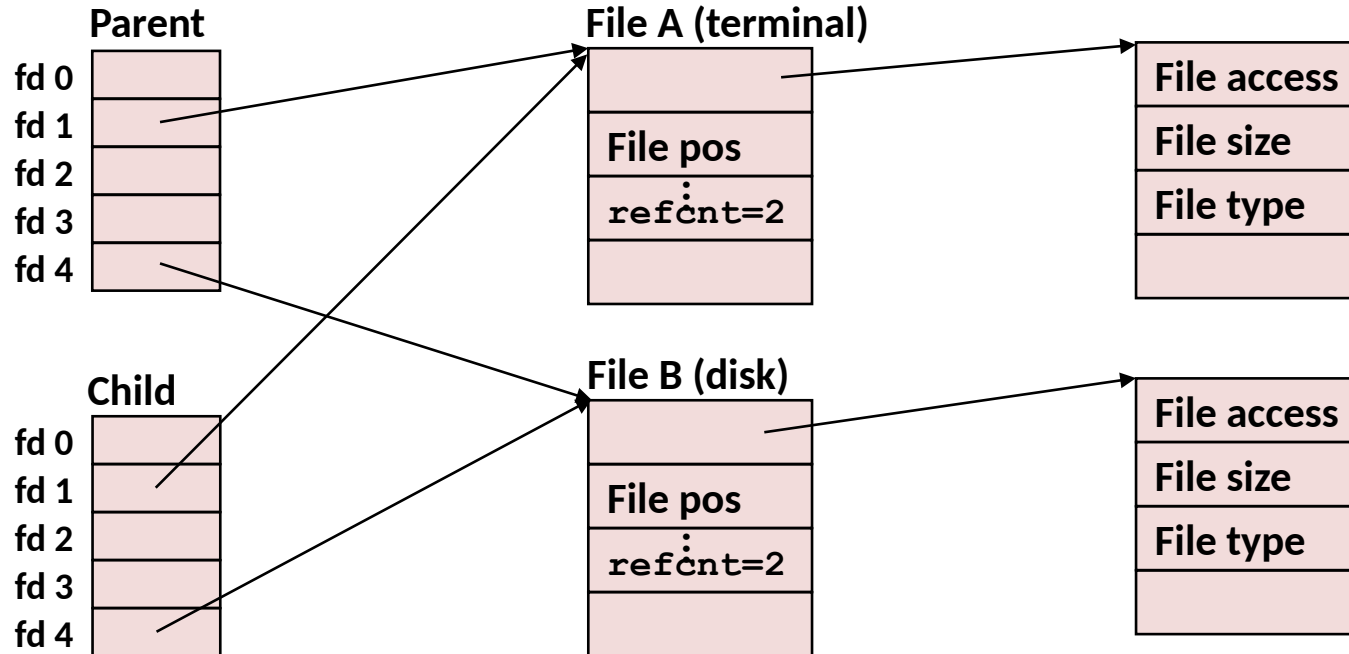 Parent
fd 0
fd 1
fd 2
fd 3
fd 4
File A (terminal)
File pos
refcnt=2
File access
File size
File type
Child
fd 0
fd 1
fd 2
fd 3
fd 4
File B (disk)
File pos
refcnt=2
File access
File size
File type